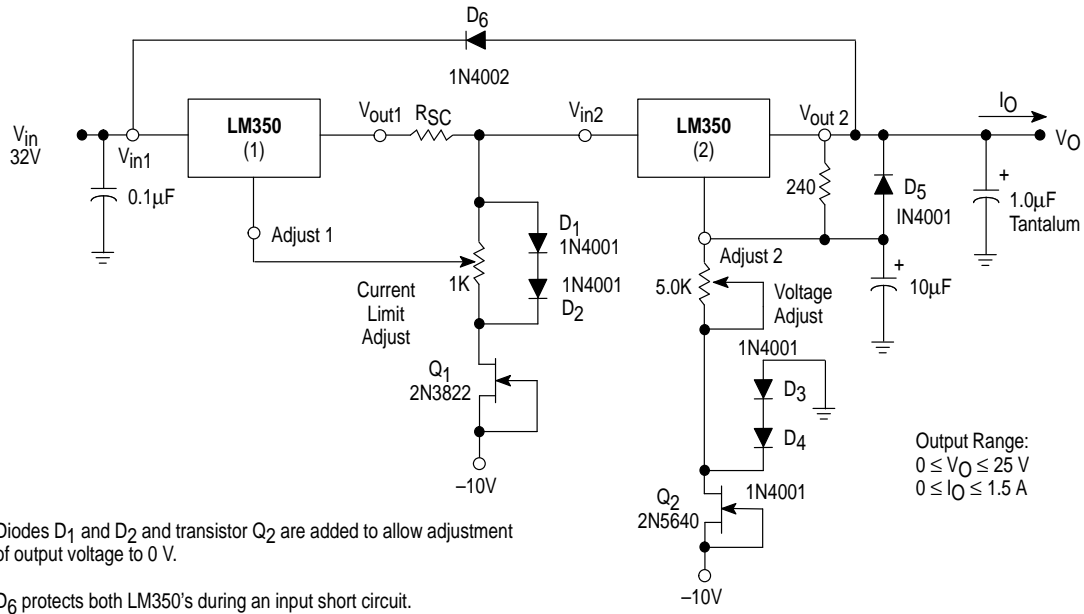 D6
1N4002
Vin
32V
Vin1
0.1µF
LM350
(1)
Vout1
RSC
Vin2
LM350
(2)
Vout 2
IO
VO
240
D5
IN4001
+
1.0µF
Tantalum
Adjust 1
1K
Current
Limit
Adjust
D1
1N4001
1N4001
D2
Adjust 2
5.0K
Voltage
Adjust
+
10µF
1N4001
D3
D4
1N4001
Q1
2N3822
–10V
Q2
2N5640
–10V
Output Range:
0 ≤ VO ≤ 25 V
0 ≤ IO ≤ 1.5 A
Diodes D1 and D2 and transistor Q2 are added to allow adjustment
of output voltage to 0 V.
D6 protects both LM350's during an input short circuit.